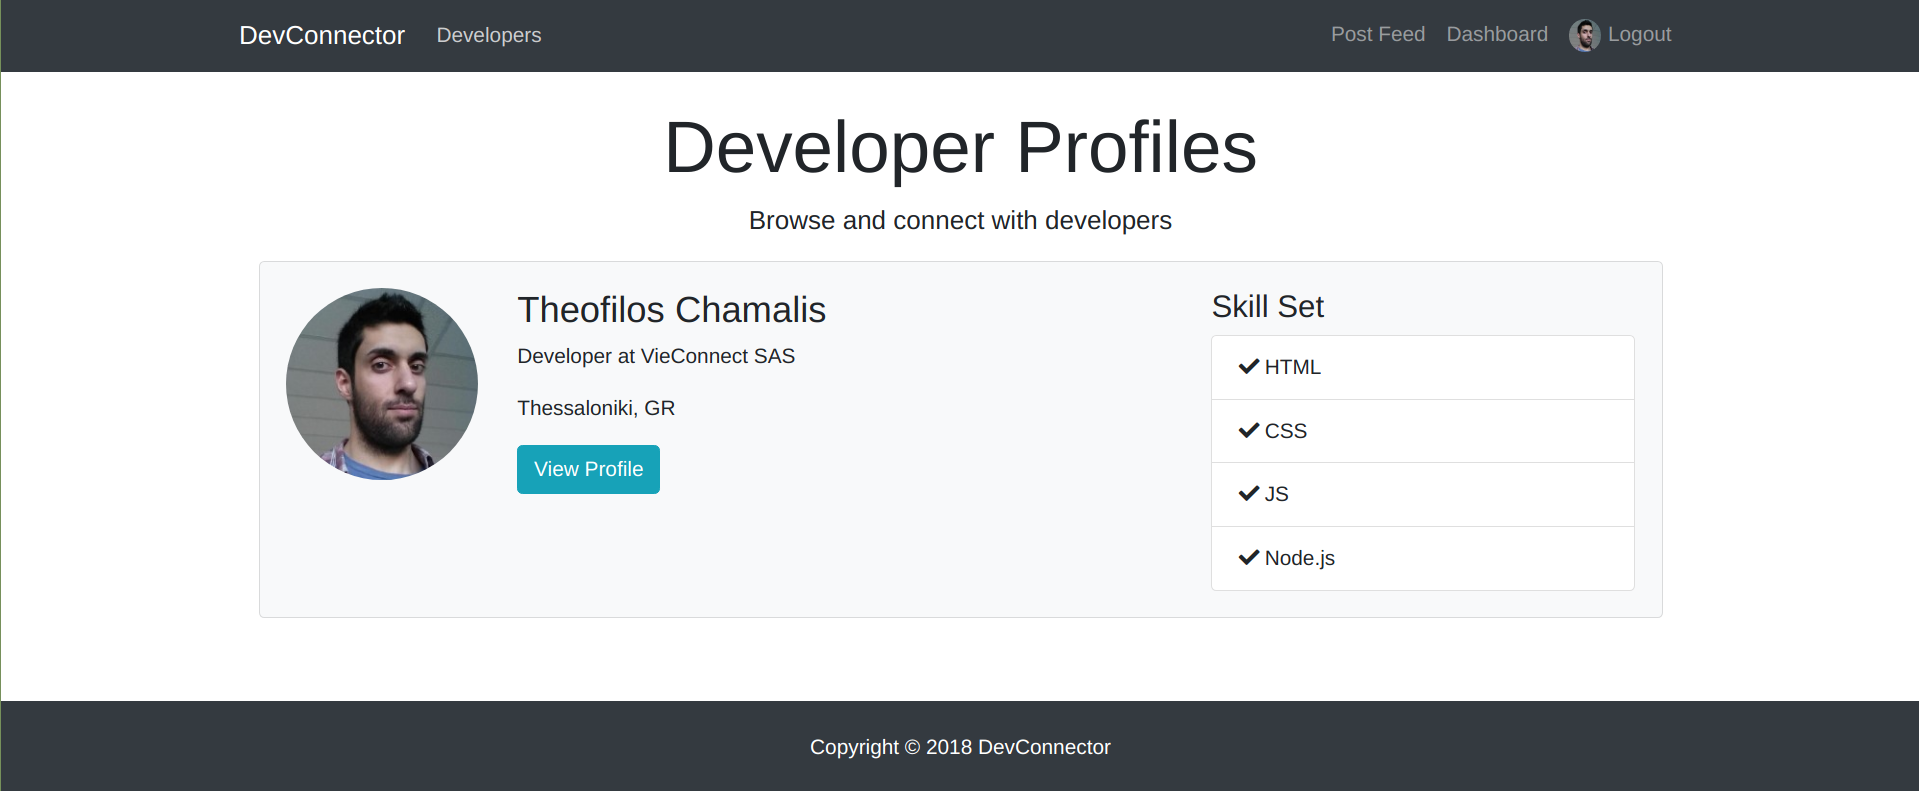 DevConnector Developers Post Feed Dashboard Logout
Developer Profiles
Browse and connect with developers
Theofilos Chamalis
Developer at VieConnect SAS
Thessaloniki, GR
View Profile
Skill Set
HTML
CSS
JS
Node.js
Copyright © 2018 DevConnector